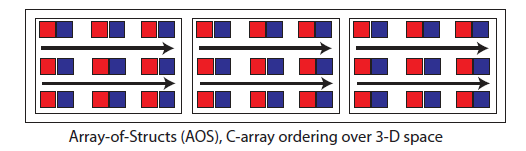 Array-of-Structs (AOS), C-array ordering over 3-D space